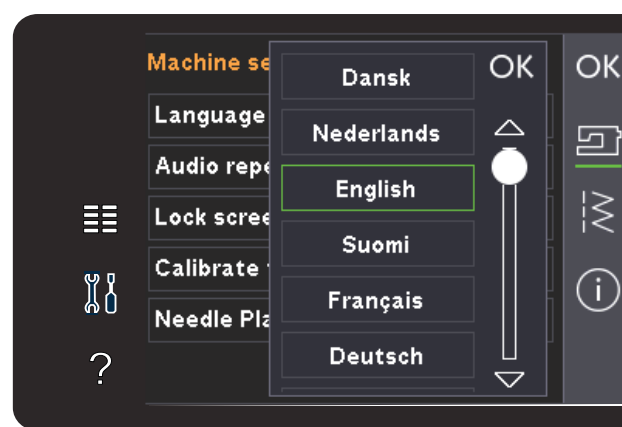 Machine se
OK
OK
Language
Audio repe
Lock scree
Calibrate
Needle Pla
Dansk
Nederlands
English
Suomi
Français
Deutsch
?
i